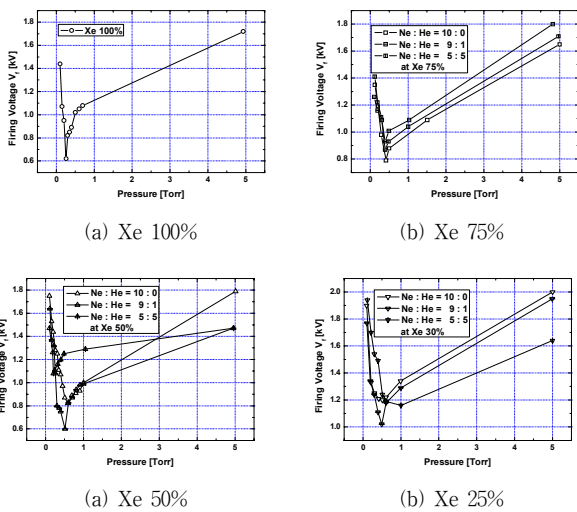 1.8
1.6
1.4
1.2
1.0
0.8
0.6
Firing Voltage Vf [kV]
Xe 100%
0 1 2 3 4 5
Pressure [Torr]
(a) Xe 100%
1.8
1.6
1.4
1.2
1.0
0.8
Firing Voltage Vf [kV]
Ne : He = 10 : 0
Ne : He = 9 : 1
Ne : He = 5 : 5
at Xe 75%
0 1 2 3 4 5
Pressure [Torr]
(b) Xe 75%
1.8
1.6
1.4
1.2
1.0
0.8
0.6
Firing Voltage Vf [kV]
Ne : He = 10 : 0
Ne : He = 9 : 1
Ne : He = 5 : 5
at Xe 50%
0 1 2 3 4 5
Pressure [Torr]
(a) Xe 50%
2.0
1.8
1.6
1.4
1.2
1.0
Firing Voltage Vf [kV]
Ne : He = 10 : 0
Ne : He = 9 : 1
Ne : He = 5 : 5
at Xe 30%
0 1 2 3 4 5
Pressure [Torr]
(b) Xe 25%